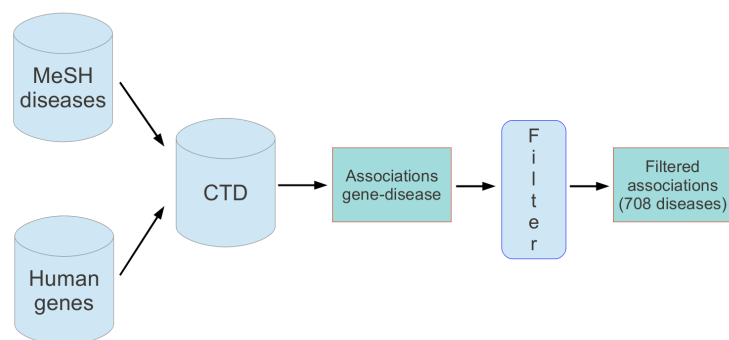 MeSH
diseases
Human
genes
CTD
Associations
gene-disease
F
i
l
t
e
r
Filtered
associations
(708 diseases)